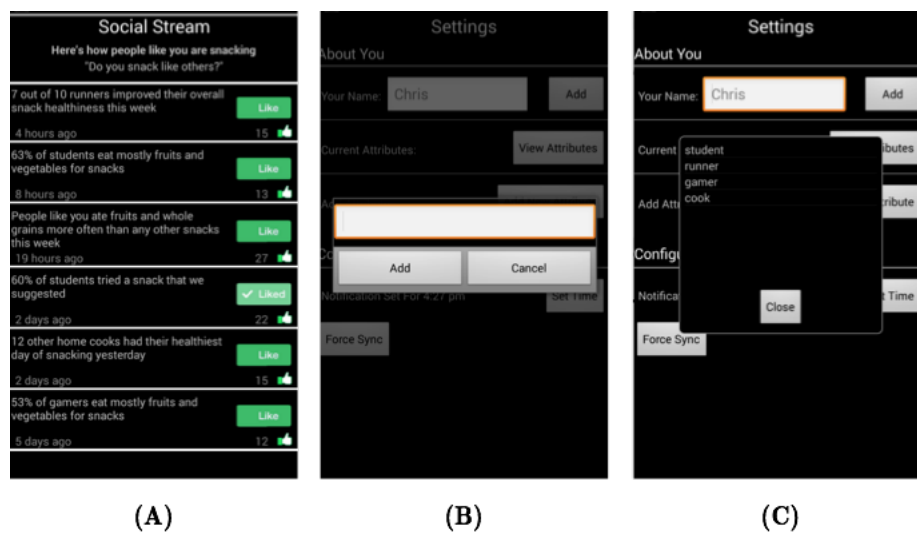 Social Stream
Here's how people like you are snacking
"Do you snack like others?"
7 out of 10 runners improved their overall
snack healthiness this week
Like
4 hours ago 15
63% of students eat mostly fruits and
vegetables for snacks
Like
8 hours ago 13
People like you ate fruits and whole
grains more often than any other snacks
this week
Like
19 hours ago 27
60% of students tried a snack that we
suggested
Liked
2 days ago 22
12 other home cooks had their healthiest
day of snacking yesterday
Like
2 days ago 15
53% of gamers eat mostly fruits and
vegetables for snacks
Like
5 days ago 12
(A)
Settings
About You
Your Name: Chris Add
Current Attributes: View Attributes
Add Cancel
Notification Set For 4:27 pm Set Time
Force Sync
(B)
Settings
About You
Your Name: Chris Add
Current
ibutes
student
runner
gamer
cook
Add Att
ribute
Config
Notifica
t Time
Close
Force Sync
(C)